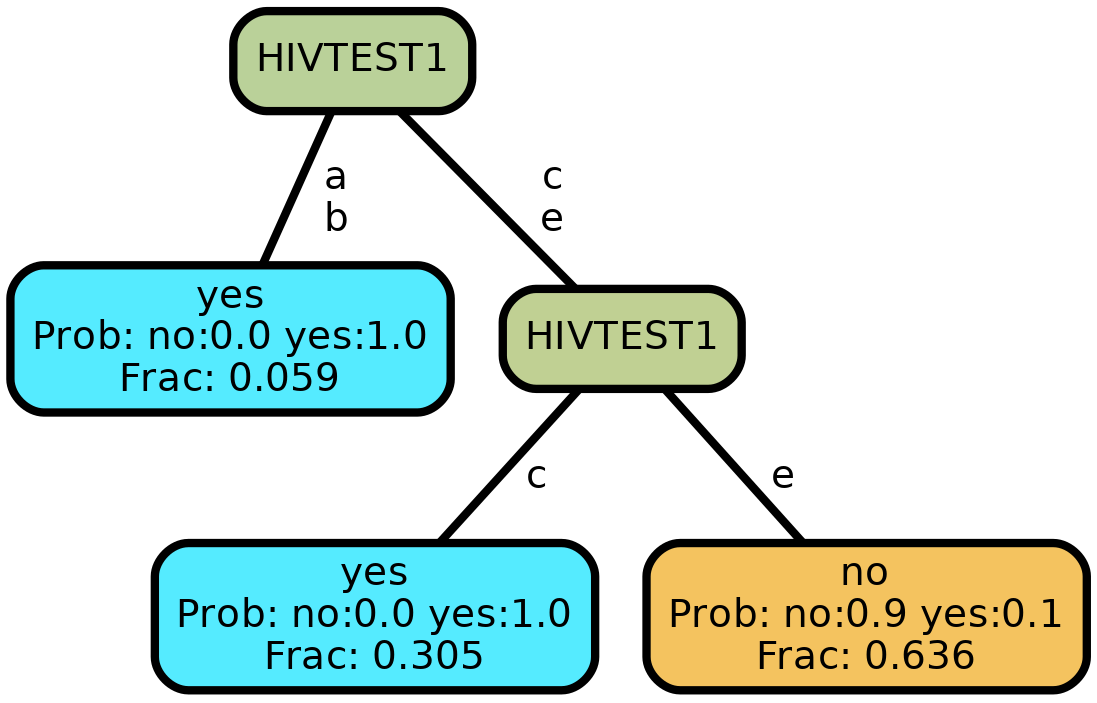 HIVTEST1
a
b
c
e
yes
Prob: no:0.0 yes:1.0
Frac: 0.059
HIVTEST1
c
e
yes
Prob: no:0.0 yes:1.0
Frac: 0.305
no
Prob: no:0.9 yes:0.1
Frac: 0.636